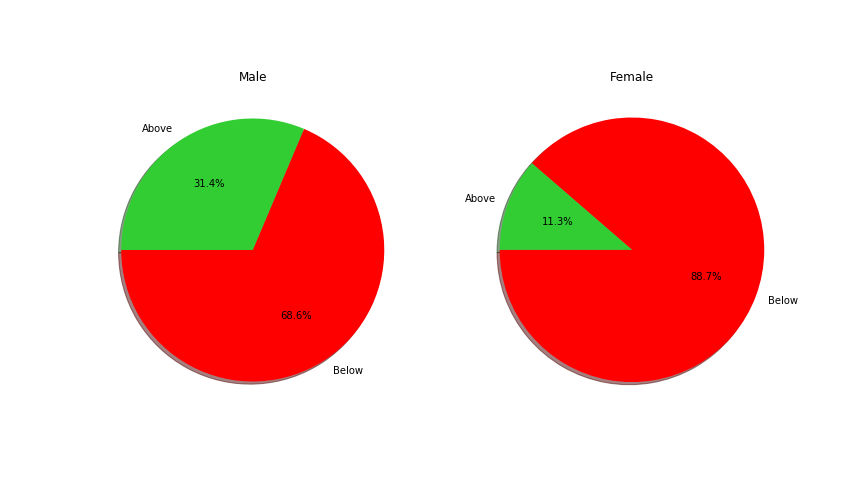 Male
Above
31.4%
68.6%
Below
Female
Above
11.3%
88.7%
Below